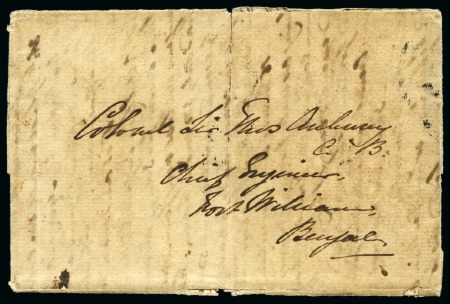 Colonel Sir Thos Anburey
C. B.
Chief Engineer,
Fort William,
Bengal